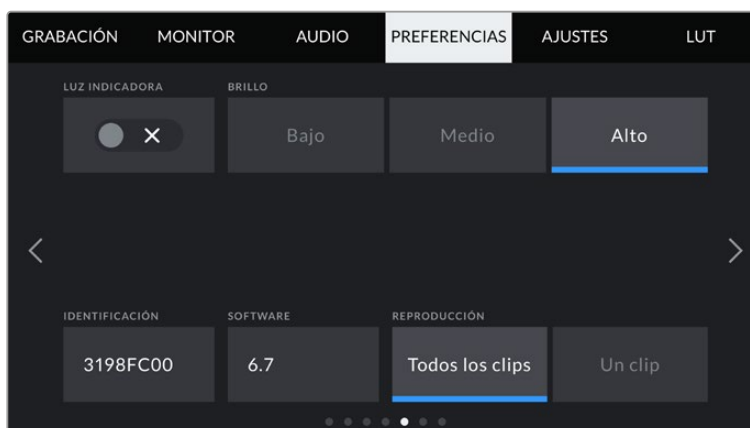 GRABACIÓN MONITOR AUDIO PREFERENCIAS AJUSTES LUT
LUZ INDICADORA BRILLO
Bajo Medio Alto
IDENTIFICACIÓN SOFTWARE REPRODUCCIÓN
3198FC00 6.7 Todos los clips Un clip